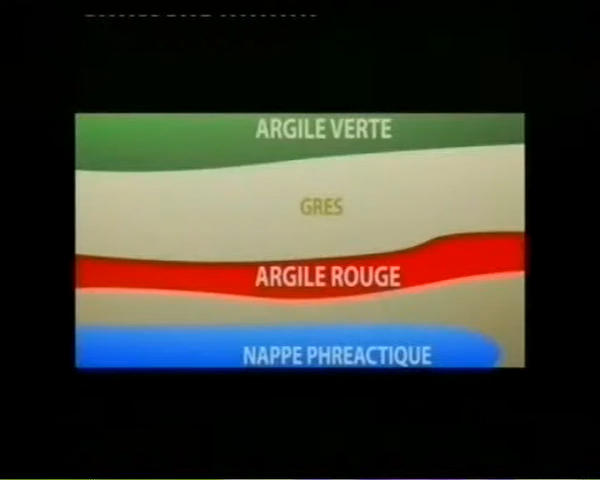 ARGILE VERTE
GRES
ARGILE ROUGE
NAPPE PHREACTIQUE